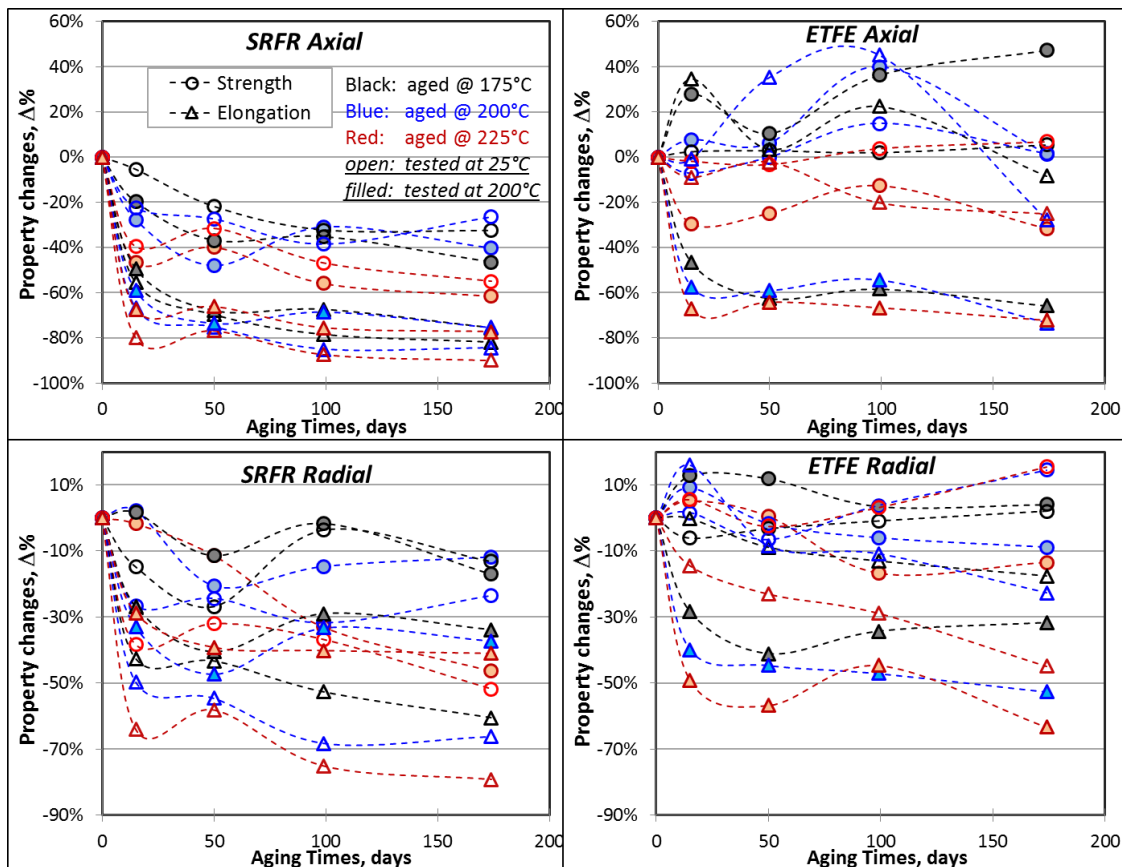 SRFR Axial
Property changes, Δ%
60%
40%
20%
0%
-20%
-40%
-60%
-80%
-100%
Strength
Elongation
Black: aged @ 175°C
Blue: aged @ 200°C
Red: aged @ 225°C
open: tested at 25°C
filled: tested at 200°C
0 50 100 150 200
Aging Times, days
ETFE Axial
Property changes, Δ%
60%
40%
20%
0%
-20%
-40%
-60%
-80%
-100%
0 50 100 150 200
Aging Times, days
SRFR Radial
Property changes, Δ%
10%
-10%
-30%
-50%
-70%
-90%
0 50 100 150 200
Aging Times, days
ETFE Radial
Property changes, Δ%
10%
-10%
-30%
-50%
-70%
-90%
0 50 100 150 200
Aging Times, days